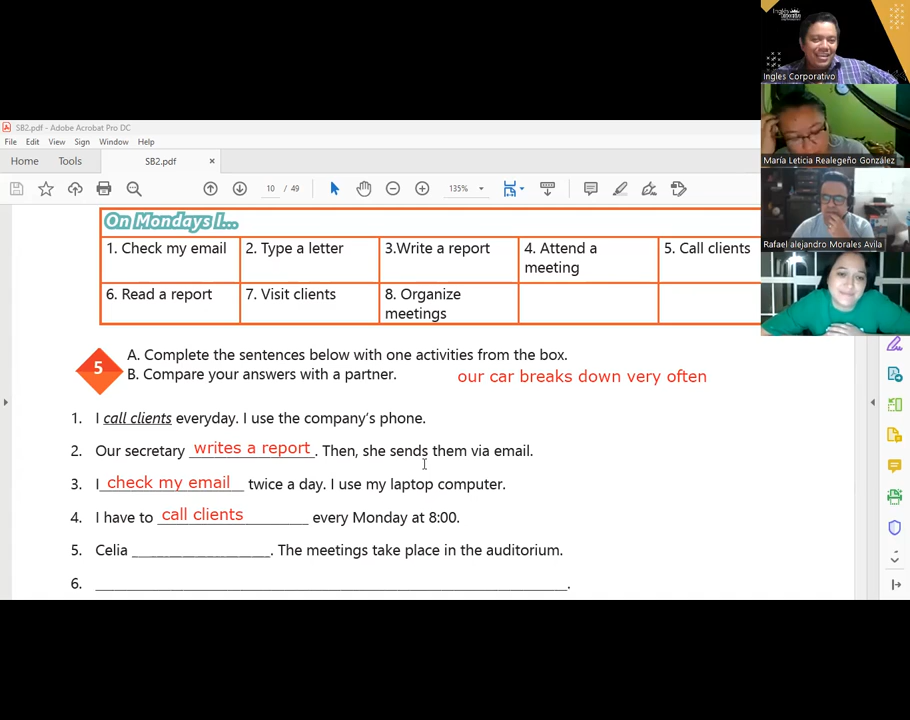 SB2.pdf - Adobe Acrobat Pro DC
File Edit View Sign Window Help
Home Tools SB2.pdf ×
10 / 49 135%
On Mondays I...
1. Check my email 2. Type a letter 3.Write a report 4. Attend a meeting 5. Call clients
6. Read a report 7. Visit clients 8. Organize meetings
5
A. Complete the sentences below with one activities from the box.
B. Compare your answers with a partner.
our car breaks down very often
1. I call clients everyday. I use the company's phone.
2. Our secretary writes a report. Then, she sends them via email.
3. I check my email twice a day. I use my laptop computer.
4. I have to call clients every Monday at 8:00.
5. Celia ____________________. The meetings take place in the auditorium.
6. ____________________.
Ingles Corporativo
María Leticia Realegeño González
Rafael alejandro Morales Avila